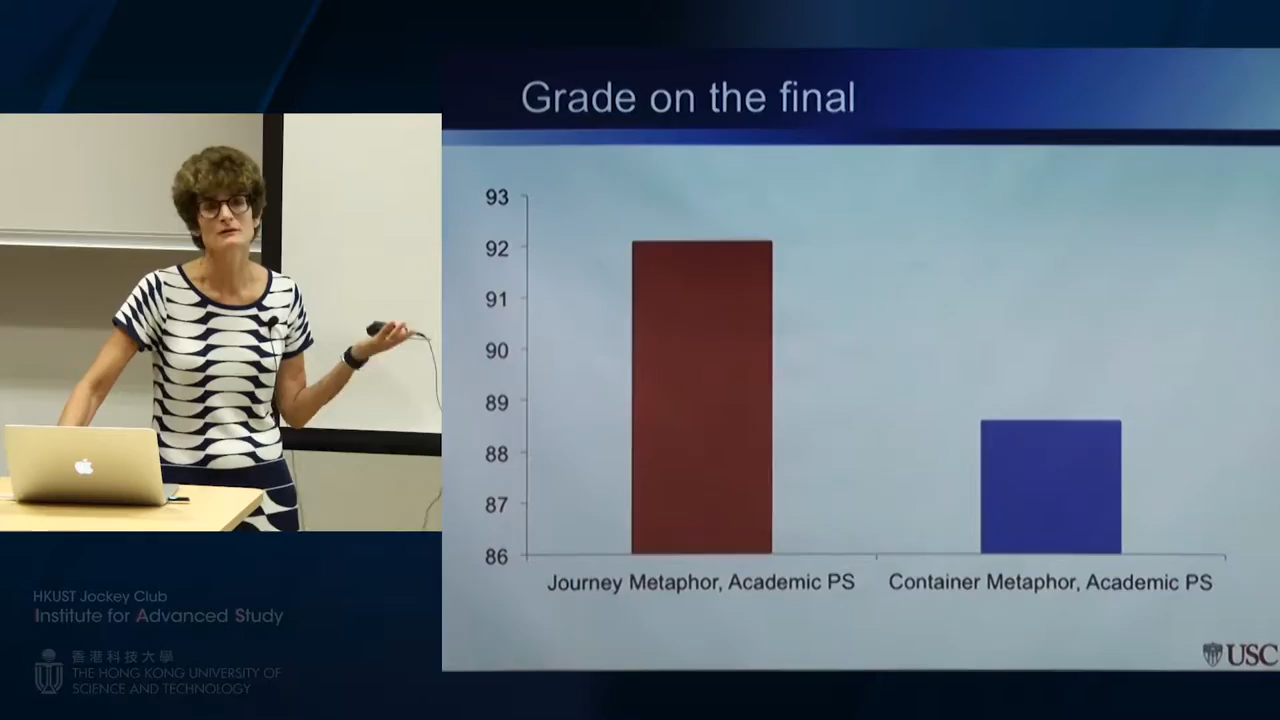 Grade on the final
93
92
91
90
89
88
87
86
Journey Metaphor, Academic PS
Container Metaphor, Academic PS
USC
HKUST Jockey Club
Institute for Advanced Study
香港科技大學
THE HONG KONG UNIVERSITY OF
SCIENCE AND TECHNOLOGY